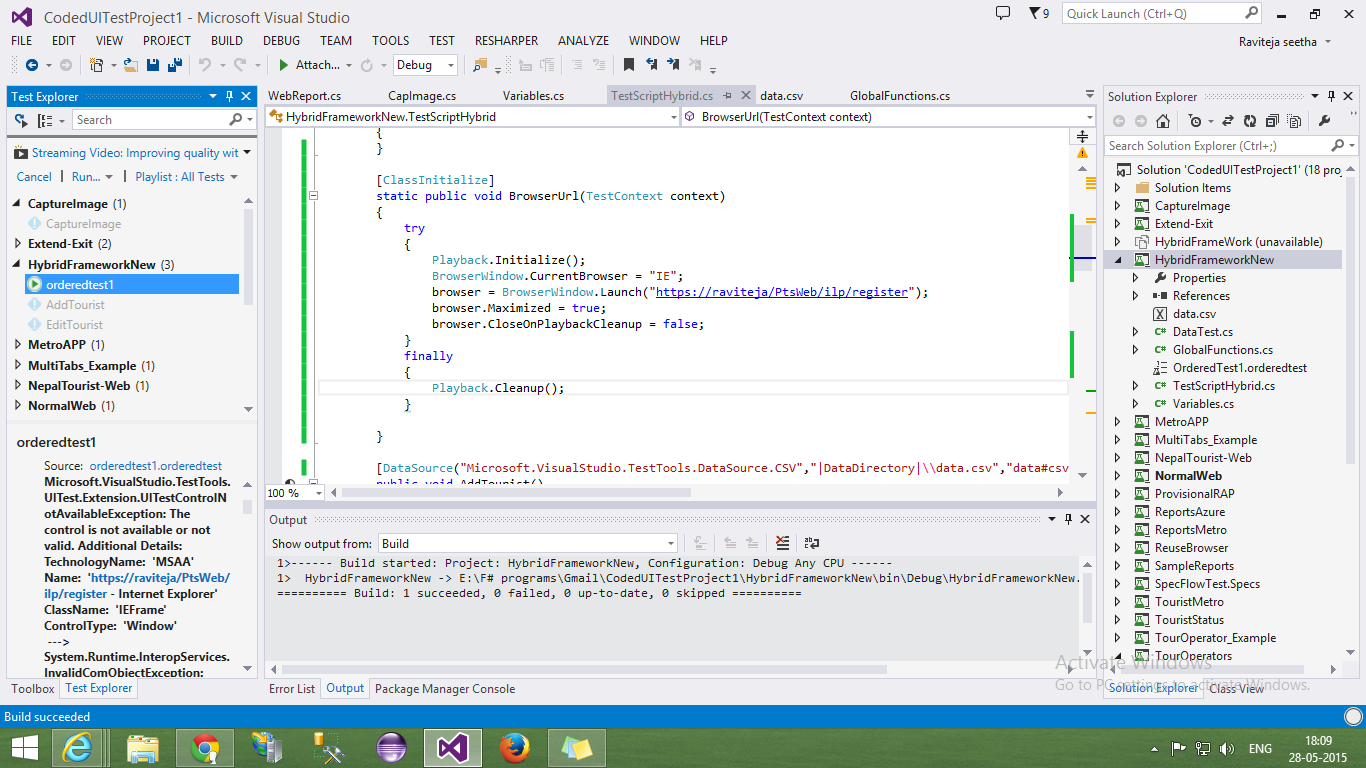 CodedUITestProject1 - Microsoft Visual Studio
9
Quick Launch (Ctrl+Q)
FILE EDIT VIEW PROJECT BUILD DEBUG TEAM TOOLS TEST RESHARPER ANALYZE WINDOW HELP
Raviteja seetha
Attach...
Debug
Test Explorer
Search
Streaming Video: Improving quality wit
Cancel | Run... | Playlist : All Tests
CaptureImage (1)
CaptureImage
Extend-Exit (2)
HybridFrameworkNew (3)
orderedtest1
AddTourist
EditTourist
MetroAPP (1)
MultiTabs_Example (1)
NepalTourist-Web (1)
NormalWeb (1)
orderedtest1
Source: orderedtest1.orderedtest
Microsoft.VisualStudio.TestTools.
UITest.Extension.UITestControlN
otAvailableException: The
control is not available or not
valid. Additional Details:
TechnologyName: 'MSAA'
Name: 'https://raviteja/PtsWeb/
ilp/register - Internet Explorer'
ClassName: 'IEFrame'
ControlType: 'Window'
--->
System.Runtime.InteropServices.
InvalidComObjectException:
Toolbox Test Explorer
WebReport.cs CapImage.cs Variables.cs TestScriptHybrid.cs data.csv GlobalFunctions.cs
HybridFrameworkNew.TestScriptHybrid
BrowserUrl(TestContext context)
{
}
[ClassInitialize]
static public void BrowserUrl(TestContext context)
{
try
{
Playback.Initialize();
BrowserWindow.CurrentBrowser = "IE";
browser = BrowserWindow.Launch("https://raviteja/PtsWeb/ilp/register");
browser.Maximized = true;
browser.CloseOnPlaybackCleanup = false;
}
finally
{
Playback.Cleanup();
}
}
[DataSource("Microsoft.VisualStudio.TestTools.DataSource.CSV","|DataDirectory|\\data.csv","data#csv
public void AddTourist()
100 %
Output
Show output from: Build
1>------ Build started: Project: HybridFrameworkNew, Configuration: Debug Any CPU ------
1>  HybridFrameworkNew -> E:\F# programs\Gmail\CodedUITestProject1\HybridFrameworkNew\bin\Debug\HybridFrameworkNew.
========== Build: 1 succeeded, 0 failed, 0 up-to-date, 0 skipped ==========
Error List Output Package Manager Console
Solution Explorer
Search Solution Explorer (Ctrl+;)
Solution 'CodedUITestProject1' (18 proj
Solution Items
CaptureImage
Extend-Exit
HybridFrameWork (unavailable)
HybridFrameworkNew
Properties
References
data.csv
DataTest.cs
GlobalFunctions.cs
OrderedTest1.orderedtest
TestScriptHybrid.cs
Variables.cs
MetroAPP
MultiTabs_Example
NepalTourist-Web
NormalWeb
ProvisionalRAP
ReportsAzure
ReportsMetro
ReuseBrowser
SampleReports
SpecFlowTest.Specs
TouristMetro
TouristStatus
TourOperator_Example
TourOperators
Activate Windows
Go to PC settings to activate Windows.
Solution Explorer Class View
Build succeeded
ENG
18:09
28-05-2015